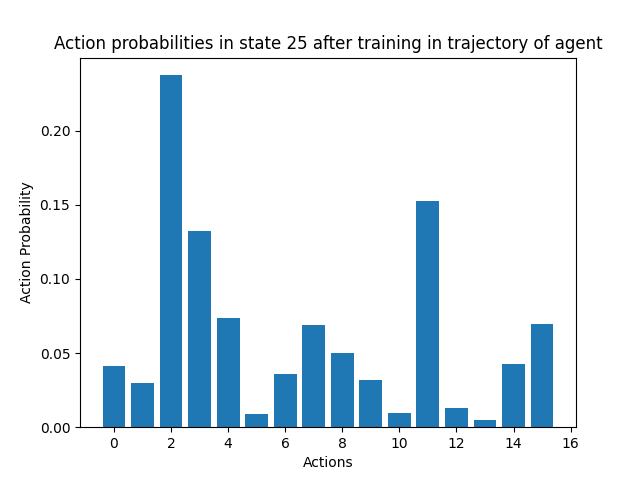 Action probabilities in state 25 after training in trajectory of agent
0.20
0.15
0.10
0.05
0.00
Action Probability
0 2 4 6 8 10 12 14 16
Actions